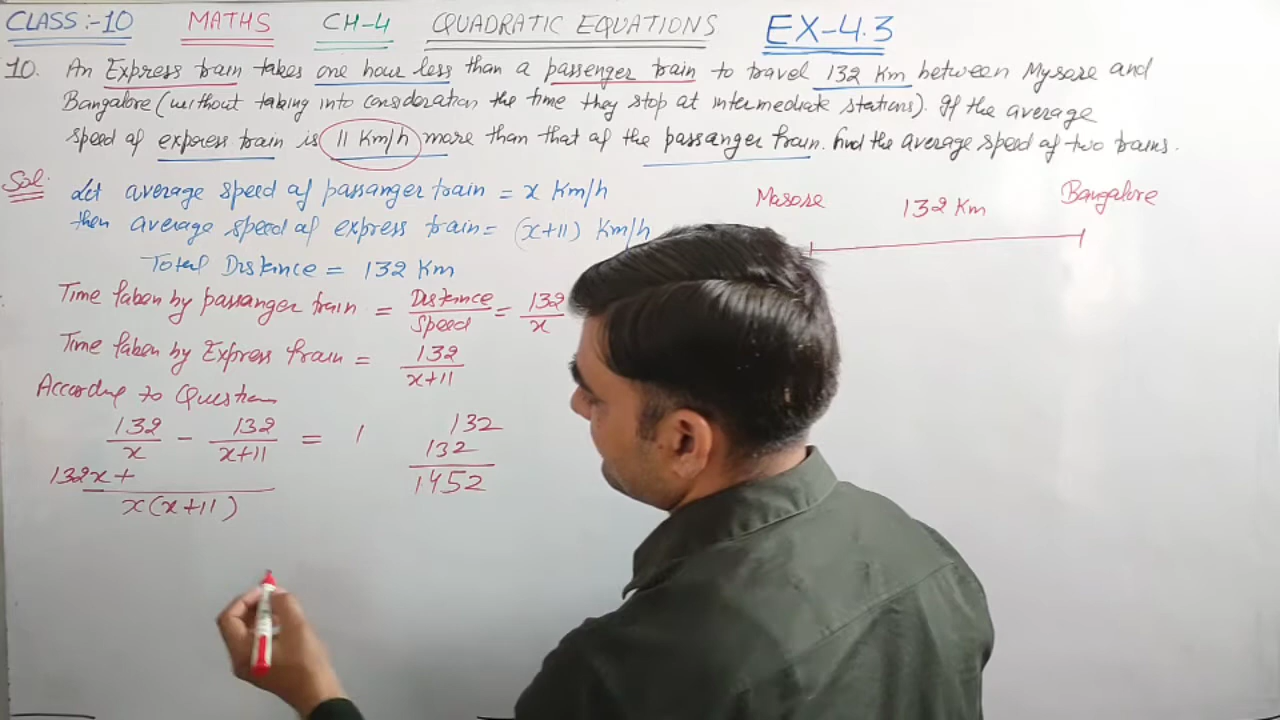 CLASS:-10 MATHS CH-4 QUADRATIC EQUATIONS EX-4.3
10. An Express train takes one hour less than a passenger train to travel 132 Km between Mysore and
Bangalore (without taking into consideration the time they stop at intermediate stations). If the average
speed of express train is 11 Km/h more than that of the passanger train. find the average speed of two trains.
Sol. Let average speed of passanger train = x Km/h
then average speed of express train = (x+11) Km/h
Total Distance = 132 Km
Masore 132 Km Bangalore
Time taken by passanger train = Distance/Speed = 132/x
Time taken by Express train = 132/x+11
According to Question
132/x - 132/x+11 = 1
132x+
x(x+11)
132
132
1452